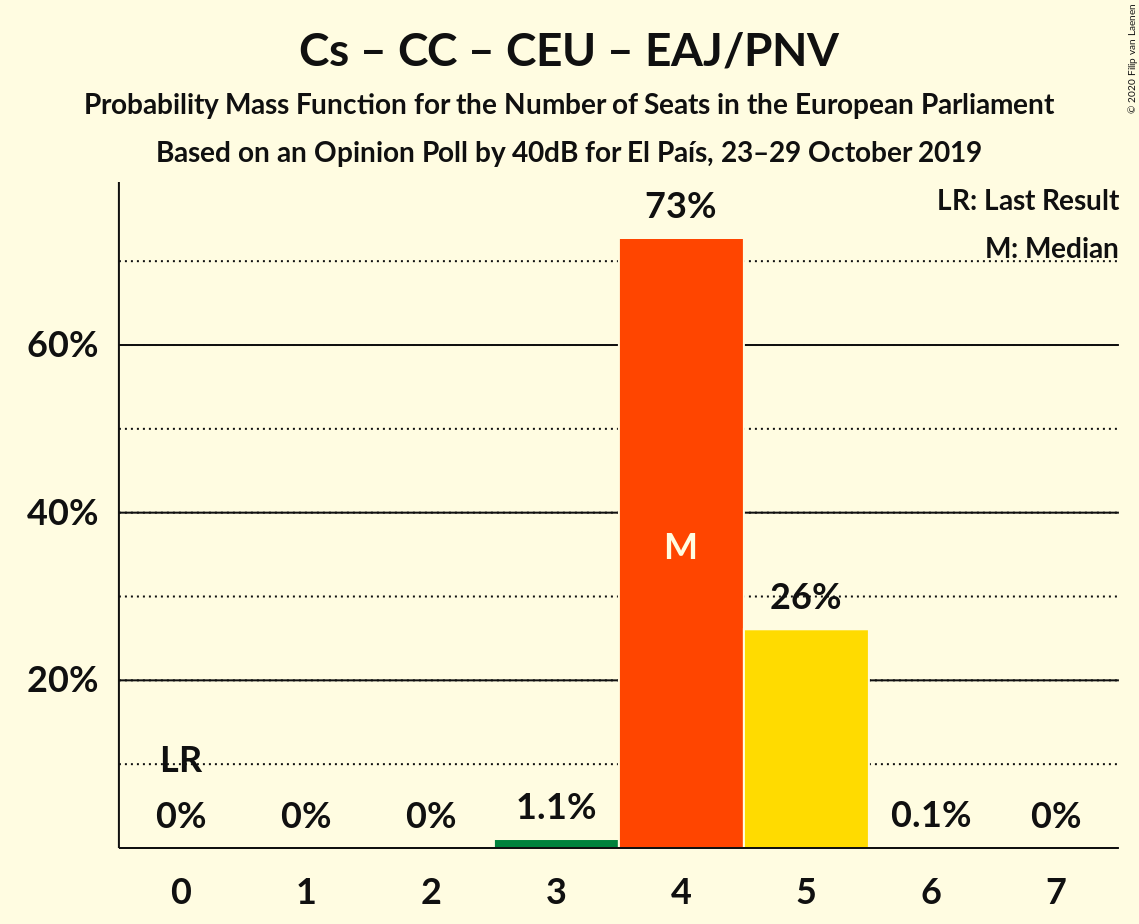 Cs – CC – CEU – EAJ/PNV
Probability Mass Function for the Number of Seats in the European Parliament
Based on an Opinion Poll by 40dB for El País, 23–29 October 2019
© 2020 Filip van Laenen
LR: Last Result
M: Median
73%
60%
40%
M
26%
20%
LR
0%
0%
0%
1.1%
0.1%
0%
0
1
2
3
4
5
6
7